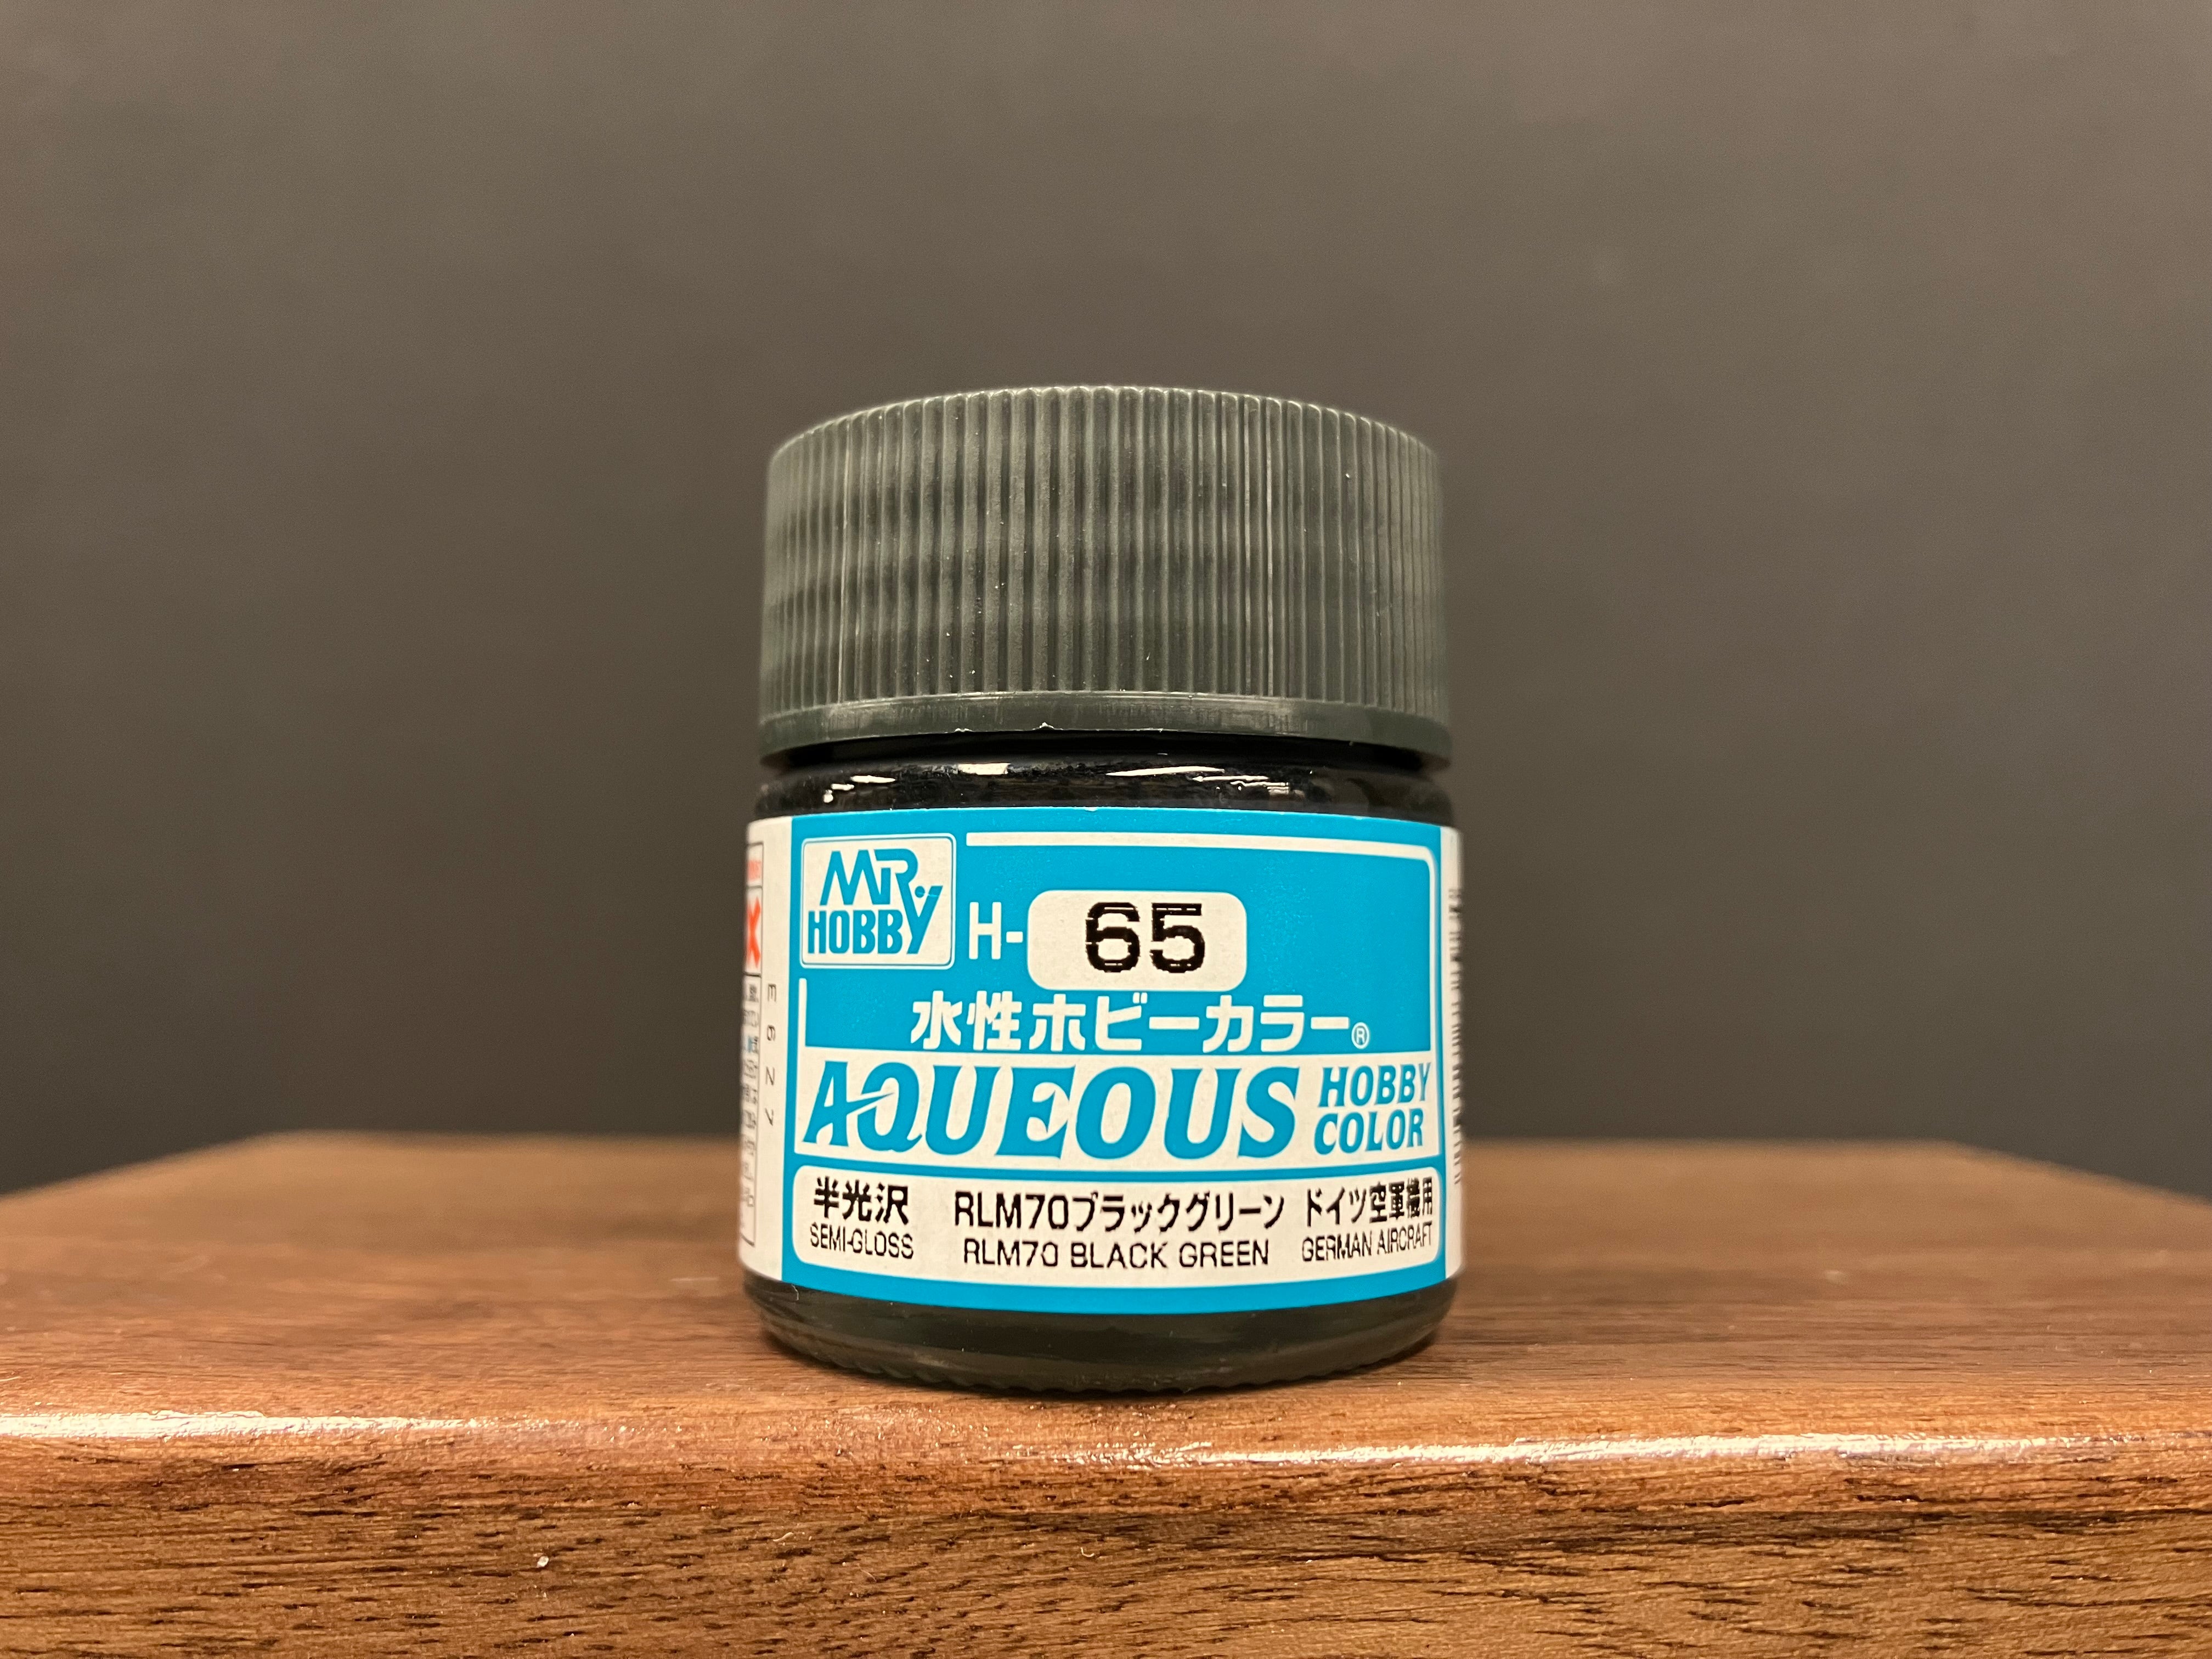 MR. HOBBY
H-65
水性ホビーカラー®
AQUEOUS HOBBY COLOR
半光沢 RLM70ブラックグリーン ドイツ空軍機用
SEMI-GLOSS RLM70 BLACK GREEN GERMAN AIRCRAFT